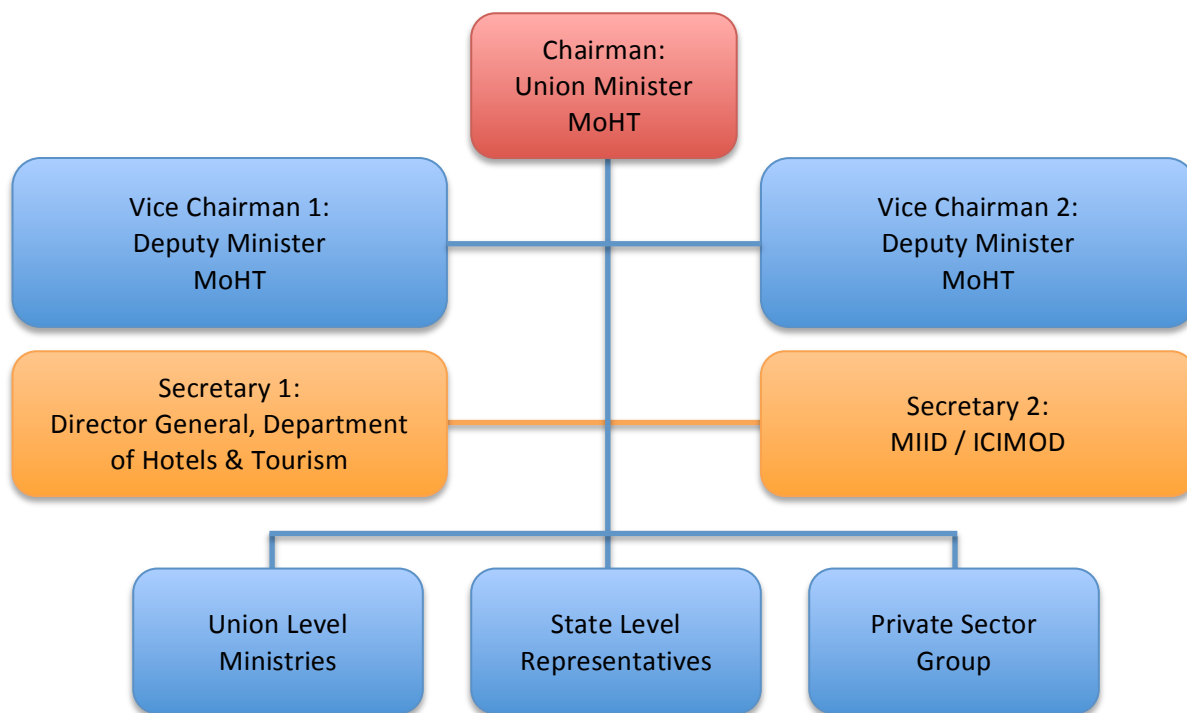 Chairman:
Union Minister
MoHT
Vice Chairman 1:
Deputy Minister
MoHT
Vice Chairman 2:
Deputy Minister
MoHT
Secretary 1:
Director General, Department
of Hotels & Tourism
Secretary 2:
MIID / ICIMOD
Union Level
Ministries
State Level
Representatives
Private Sector
Group